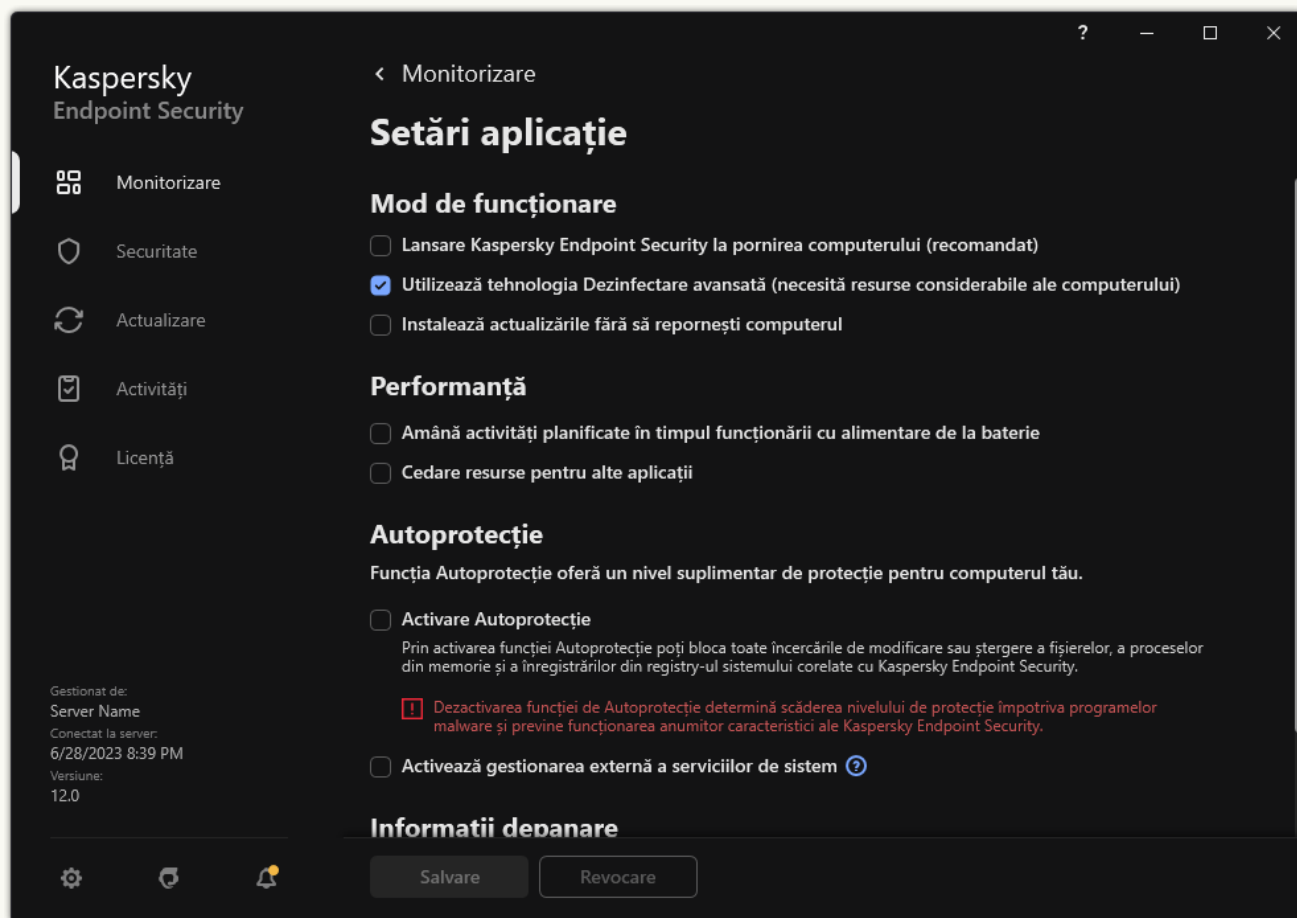 ?
Kaspersky
Endpoint Security
Monitorizare
Securitate
Actualizare
Activități
Licență
Gestionat de:
Server Name
Conectat la server:
6/28/2023 8:39 PM
Versiune:
12.0
Monitorizare
Setări aplicație
Mod de funcționare
Lansare Kaspersky Endpoint Security la pornirea computerului (recomandat)
Utilizează tehnologia Dezinfectare avansată (necesită resurse considerabile ale computerului)
Instalează actualizările fără să repornești computerul
Performanță
Amână activități planificate în timpul funcționării cu alimentare de la baterie
Cedare resurse pentru alte aplicații
Autoprotecție
Funcția Autoprotecție oferă un nivel suplimentar de protecție pentru computerul tău.
Activare Autoprotecție
Prin activarea funcției Autoprotecție poți bloca toate încercările de modificare sau ștergere a fișierelor, a proceselor
din memorie și a înregistrărilor din registry-ul sistemului corelate cu Kaspersky Endpoint Security.
Dezactivarea funcției de Autoprotecție determină scăderea nivelului de protecție împotriva programelor
malware și previne funcționarea anumitor caracteristici ale Kaspersky Endpoint Security.
Activează gestionarea externă a serviciilor de sistem ?
Informații depanare
Salvare
Revocare